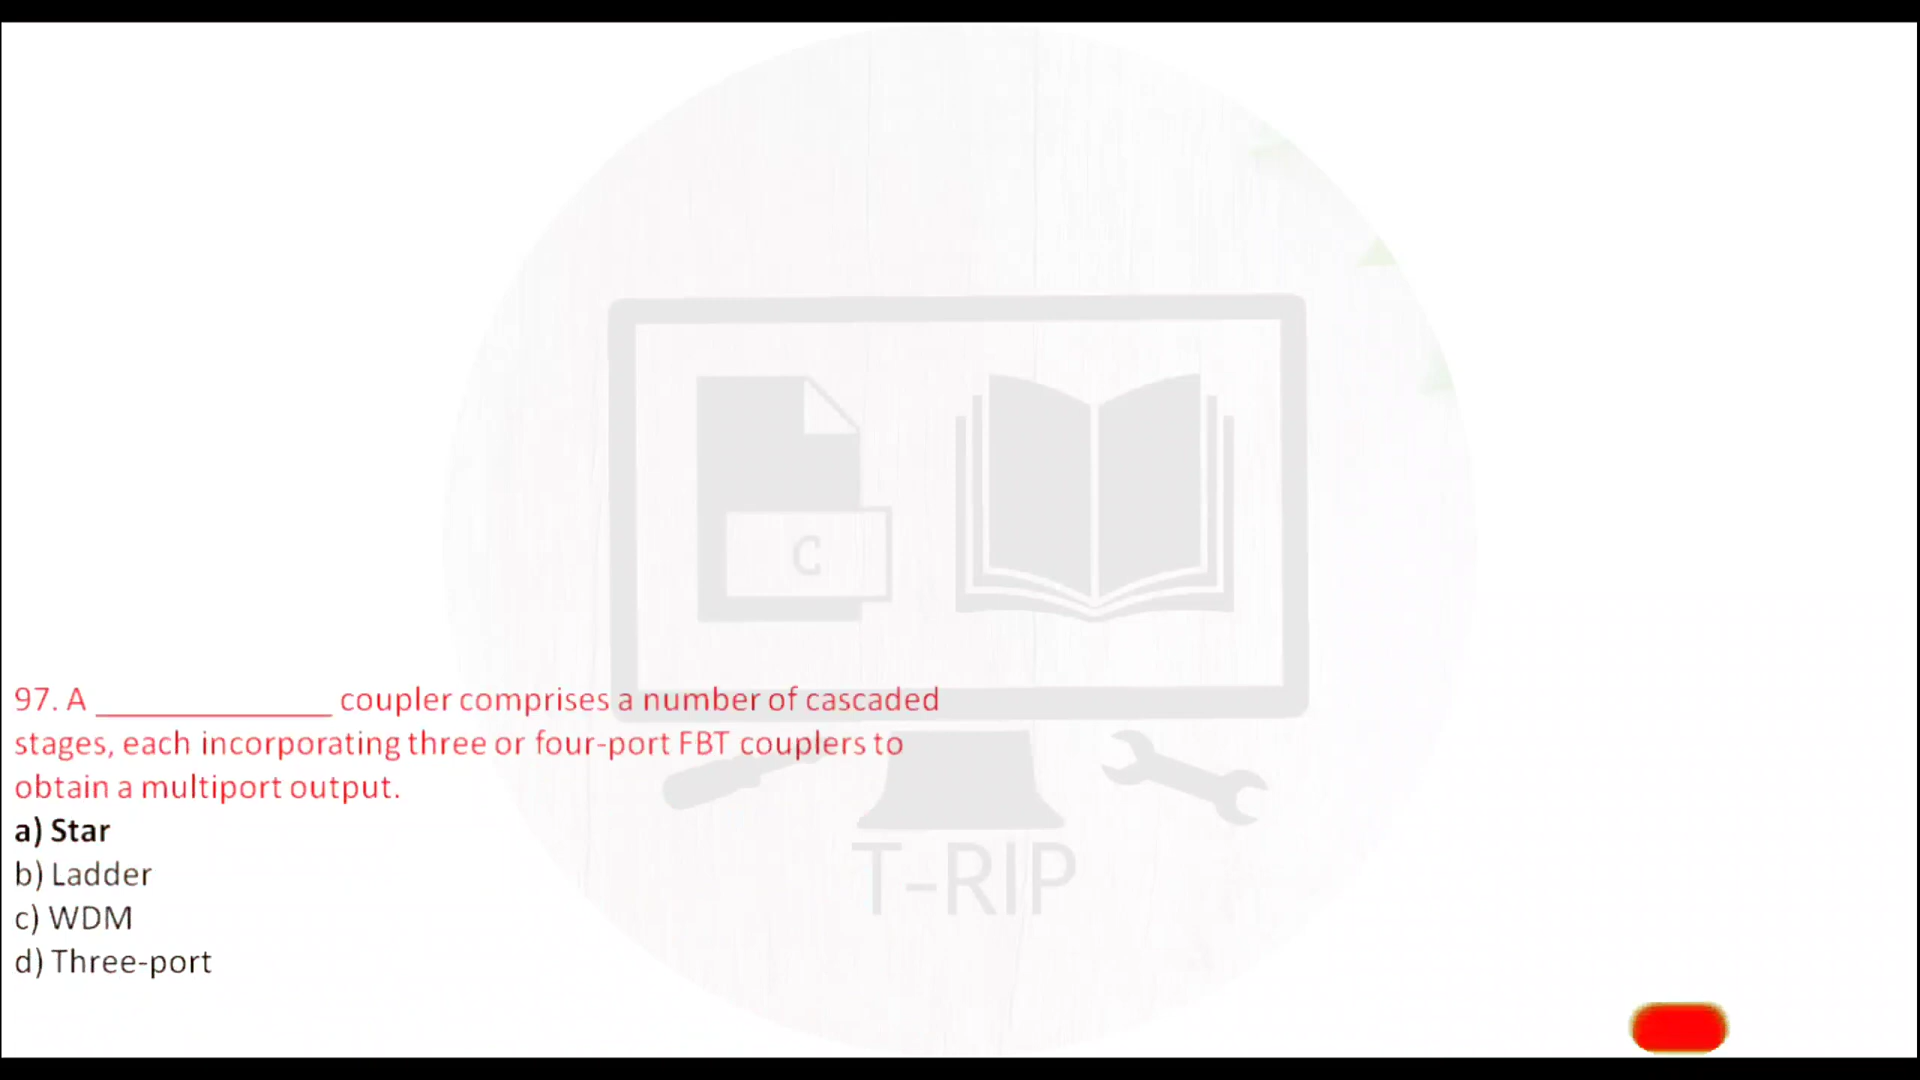 97. A ______________ coupler comprises a number of cascaded
stages, each incorporating three or four-port FBT couplers to
obtain a multiport output.
a) Star
b) Ladder
c) WDM
d) Three-port
C
T-RIP